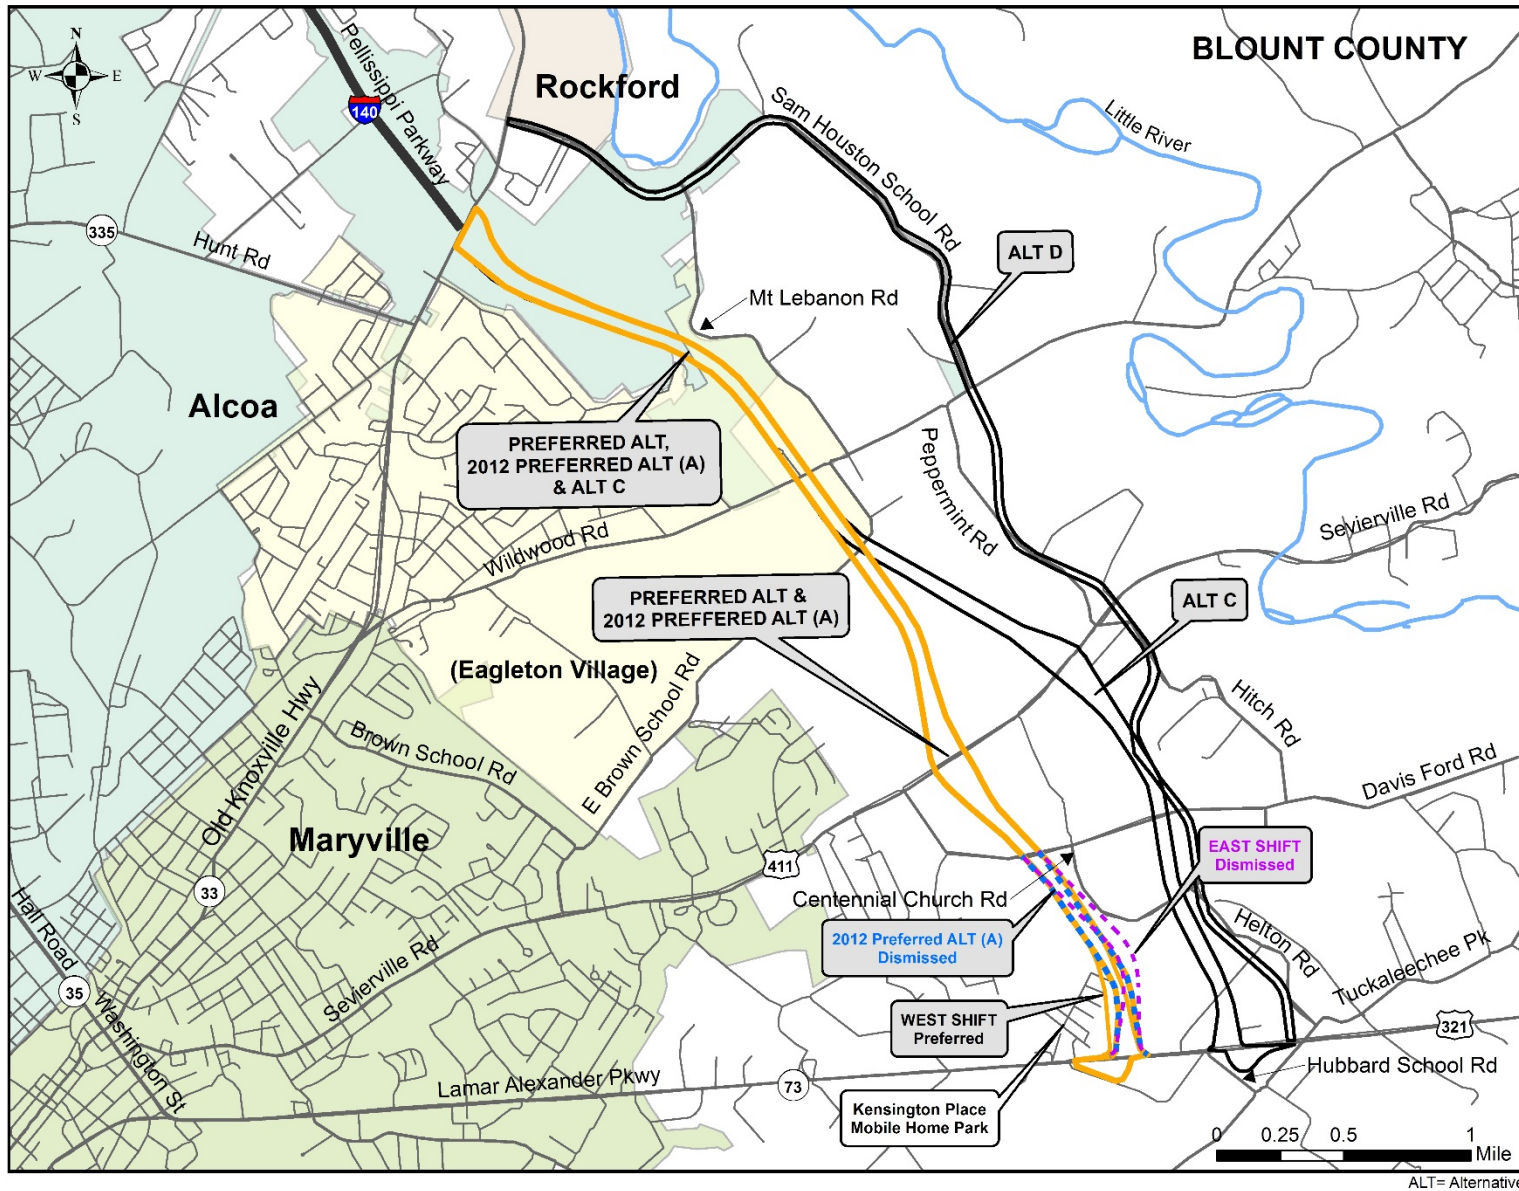 BLOUNT COUNTY
N
W E
S
Pellissippi Parkway
140
Rockford
Sam Houston School Rd
Little River
335
Hunt Rd
ALT D
Mt Lebanon Rd
Alcoa
PREFERRED ALT,
2012 PREFERRED ALT (A)
& ALT C
Peppermint Rd
Sevierville Rd
Wildwood Rd
PREFERRED ALT &
2012 PREFFERED ALT (A)
ALT C
(Eagleton Village)
E Brown School Rd
Hitch Rd
Old Knoxville Hwy
Brown School Rd
Davis Ford Rd
Maryville
411
EAST SHIFT
Dismissed
33
Centennial Church Rd
Hall Road
2012 Preferred ALT (A)
Dismissed
Helton Rd
Tuckaleechee Pk
35
Sevierville Rd
Washington St
WEST SHIFT
Preferred
321
Lamar Alexander Pkwy
73
Hubbard School Rd
Kensington Place
Mobile Home Park
0 0.25 0.5 1
Mile
ALT= Alternative